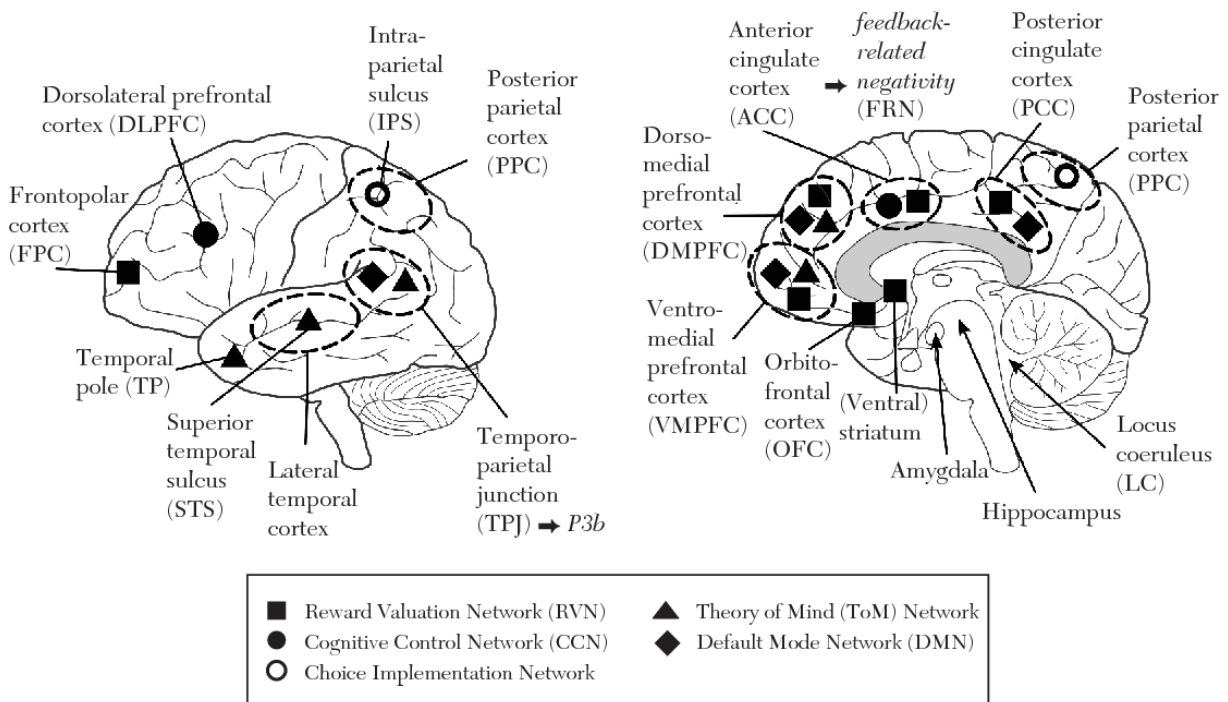 Intra-
parietal
sulcus
(IPS)
Posterior
parietal
cortex
(PPC)
Dorsolateral prefrontal
cortex (DLPFC)
Frontopolar
cortex
(FPC)
Temporal
pole (TP)
Superior
temporal
sulcus
(STS)
Lateral
temporal
cortex
Temporo-
parietal
junction
(TPJ) ➡ P3b
Anterior
cingulate
cortex ➡
(ACC)
feedback-
related
negativity
(FRN)
Posterior
cingulate
cortex
(PCC)
Posterior
parietal
cortex
(PPC)
Dorso-
medial
prefrontal
cortex
(DMPFC)
Ventro-
medial
prefrontal
cortex
(VMPFC)
Orbito-
frontal
cortex
(OFC)
(Ventral)
striatum
Amygdala
Hippocampus
Locus
coeruleus
(LC)
Reward Valuation Network (RVN)
Cognitive Control Network (CCN)
Choice Implementation Network
Theory of Mind (ToM) Network
Default Mode Network (DMN)